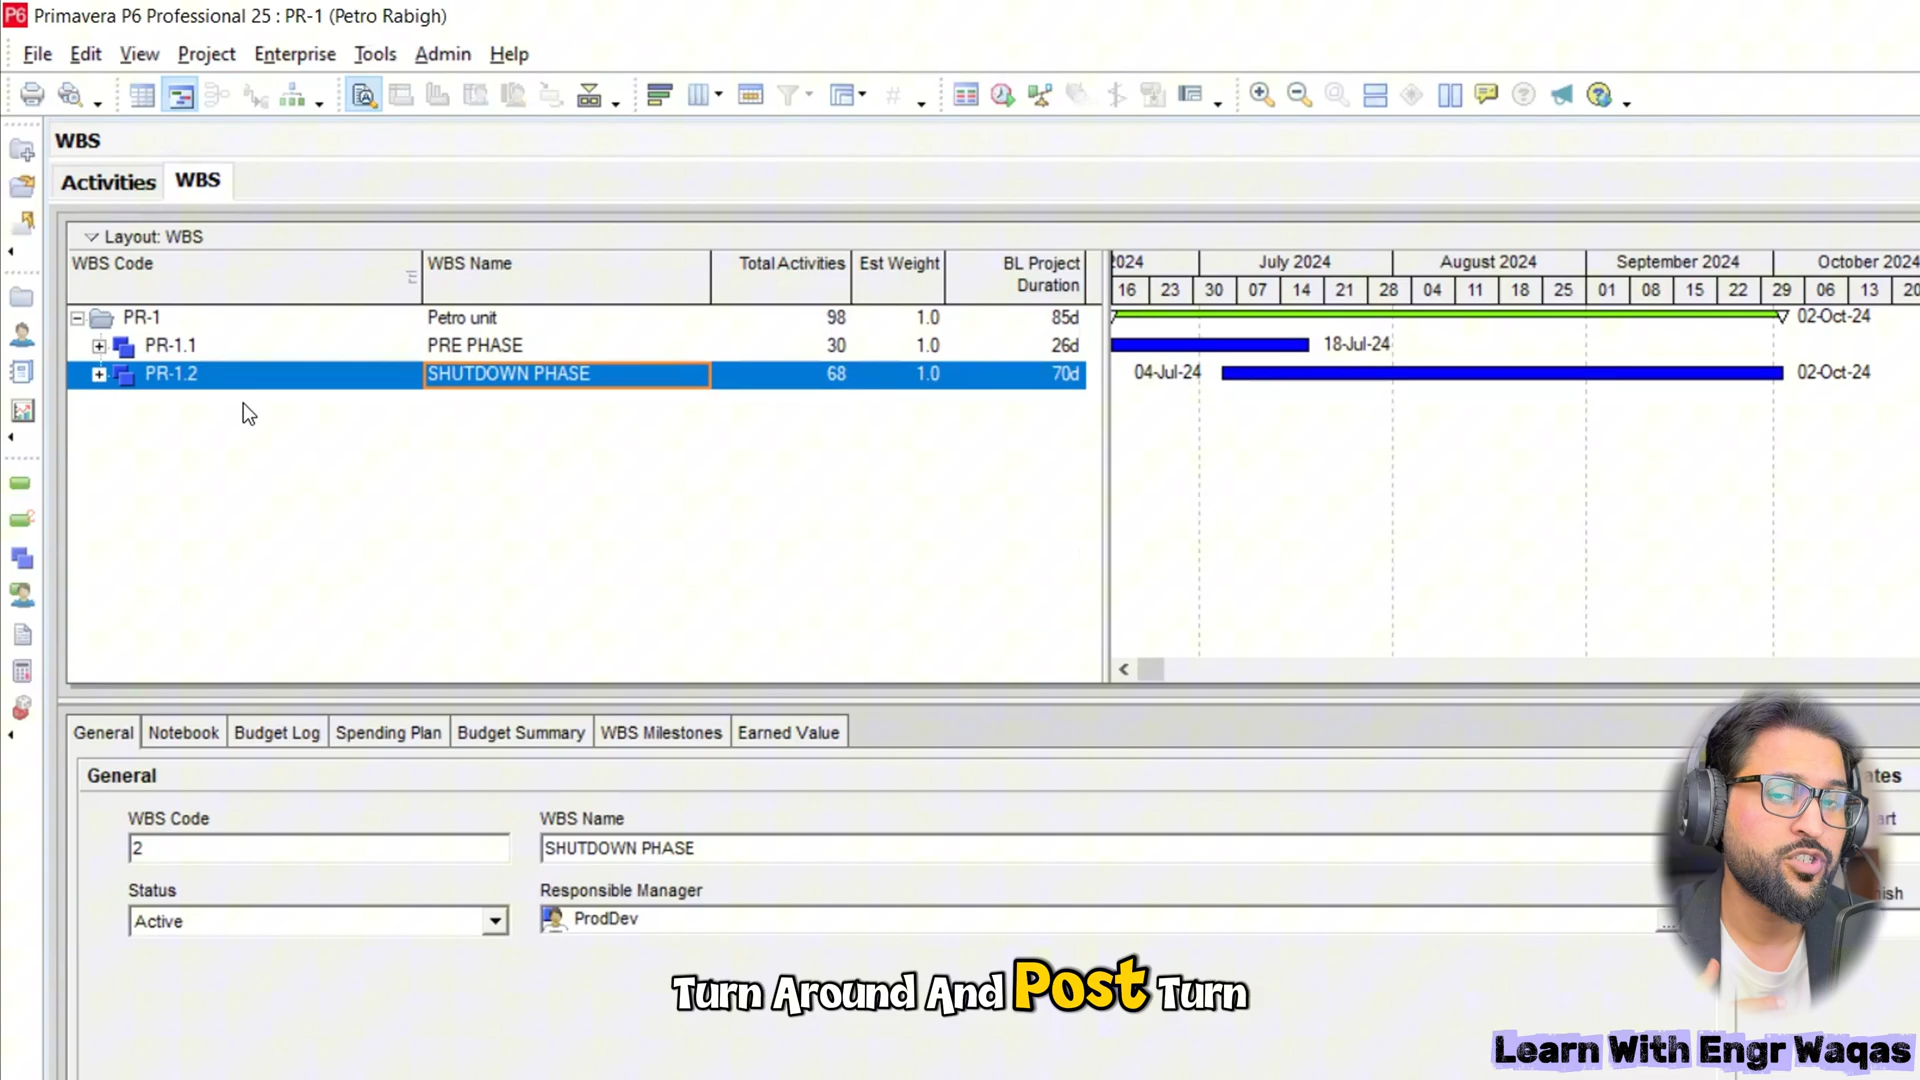 P6 Primavera P6 Professional 25 : PR-1 (Petro Rabigh)
File Edit View Project Enterprise Tools Admin Help
WBS
Activities WBS
Layout: WBS
WBS Code WBS Name Total Activities Est Weight BL Project Duration
2024 July 2024 August 2024 September 2024 October 2024
16 23 30 07 14 21 28 04 11 18 25 01 08 15 22 29 06 13 20
PR-1 Petro unit 98 1.0 85d 02-Oct-24
PR-1.1 PRE PHASE 30 1.0 26d 18-Jul-24
PR-1.2 SHUTDOWN PHASE 68 1.0 70d 04-Jul-24 02-Oct-24
General Notebook Budget Log Spending Plan Budget Summary WBS Milestones Earned Value
General
WBS Code WBS Name
2 SHUTDOWN PHASE
Status Responsible Manager
Active ProdDev
Turn Around And Post Turn
Learn With Engr Waqas